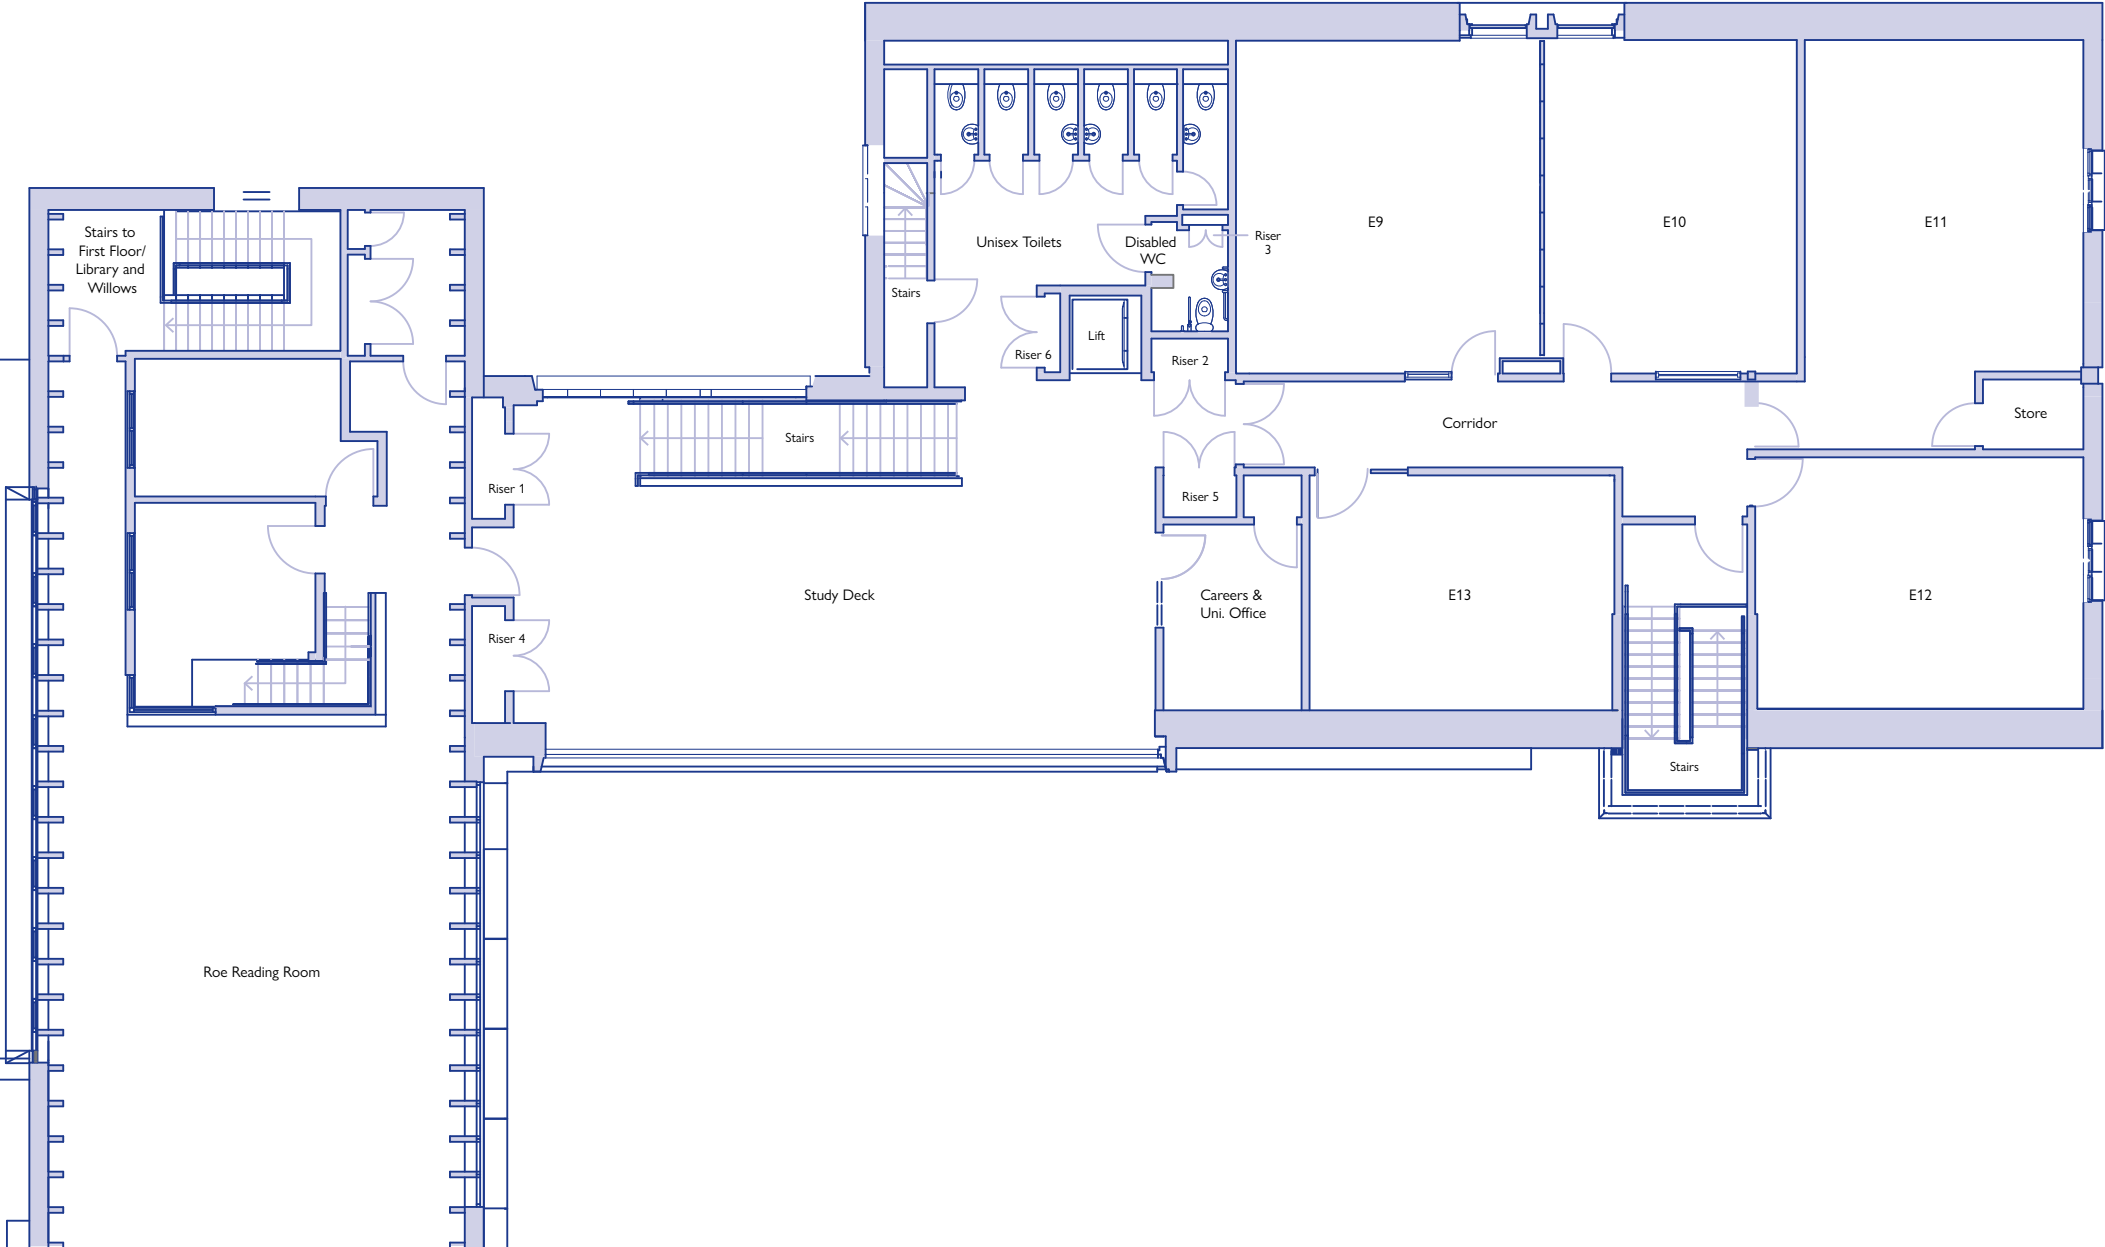 Stairs to
First Floor/
Library and
Willows
Unisex Toilets
Disabled
WC
Riser
3
E9
E10
E11
Stairs
Lift
Riser 6
Riser 2
Store
Corridor
Stairs
Riser 1
Riser 5
Study Deck
Careers &
Uni. Office
E13
E12
Riser 4
Stairs
Roe Reading Room